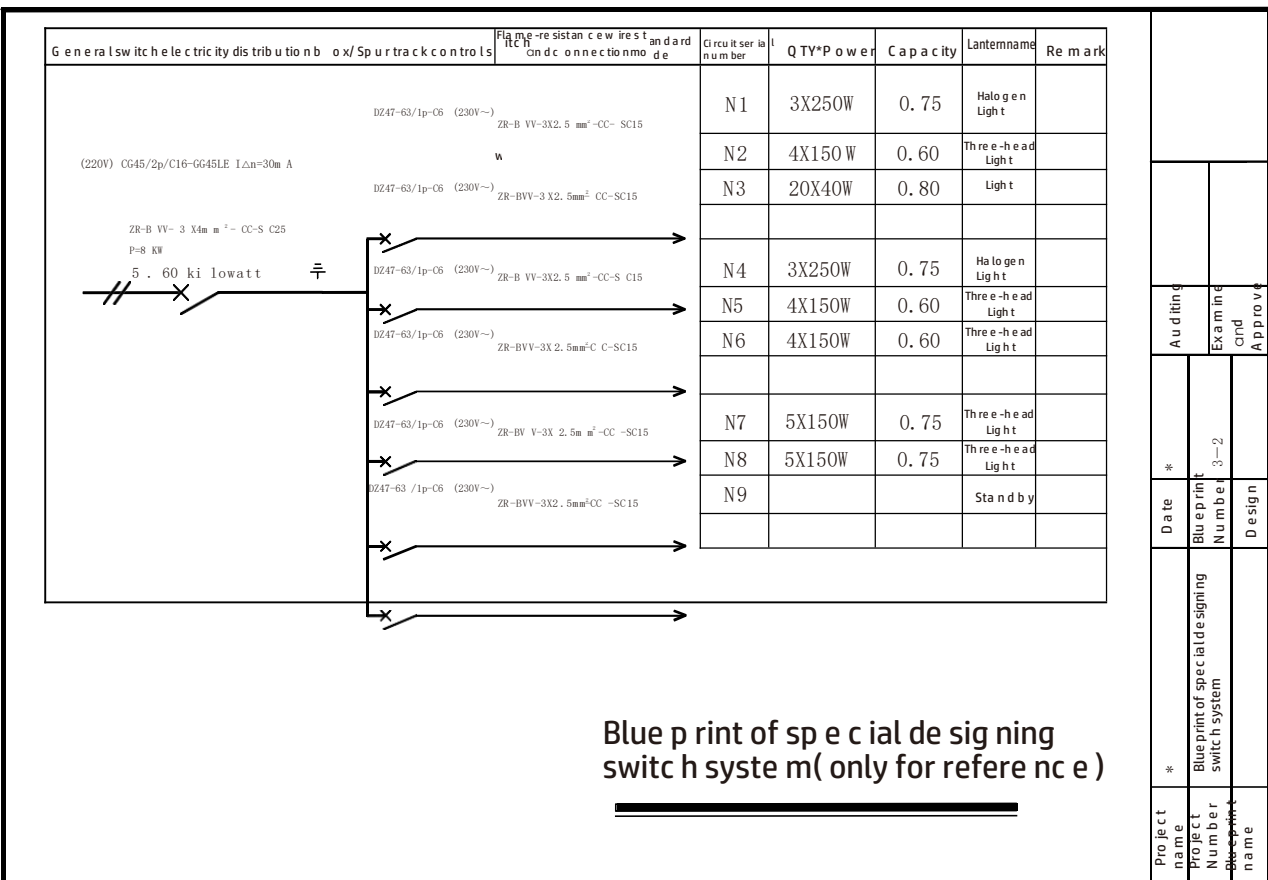 General switch electricity distribution box/Spur track controls
Flame-resistance wire standard
itch
and connection mode
Circuit serial
number
QTY*Power
Capacity
Lantern name
Remark
DZ47-63/1p-C6 (230V~)
ZR-BVV-3X2.5 mm²-CC-SC15
N1 3X250W 0.75 Halogen
Light
(220V) CG45/2p/C16-GG45LE I△n=30mA
W
N2 4X150W 0.60 Three-head
Light
DZ47-63/1p-C6 (230V~)
ZR-BVV-3X2.5mm² CC-SC15
N3 20X40W 0.80 Light
ZR-BVV-3X4mm²-CC-SC25
P=8 KW
5.60 kilowatt
DZ47-63/1p-C6 (230V~)
ZR-BVV-3X2.5 mm²-CC-SC15
N4 3X250W 0.75 Halogen
Light
N5 4X150W 0.60 Three-head
Light
DZ47-63/1p-C6 (230V~)
ZR-BVV-3X2.5mm²CC-SC15
N6 4X150W 0.60 Three-head
Light
DZ47-63/1p-C6 (230V~)
ZR-BVV-3X2.5mm²-CC-SC15
N7 5X150W 0.75 Three-head
Light
N8 5X150W 0.75 Three-head
Light
DZ47-63/1p-C6 (230V~)
ZR-BVV-3X2.5mm²CC-SC15
N9 Standby
Blueprint of special designing
switch system(only for reference)
Project
name
*
Date
*
Auditing
Project
Number
Blueprint of special designing
switch system
Blueprint
Number
3-2
Examine
and
Approve
Blueprint
name
Design